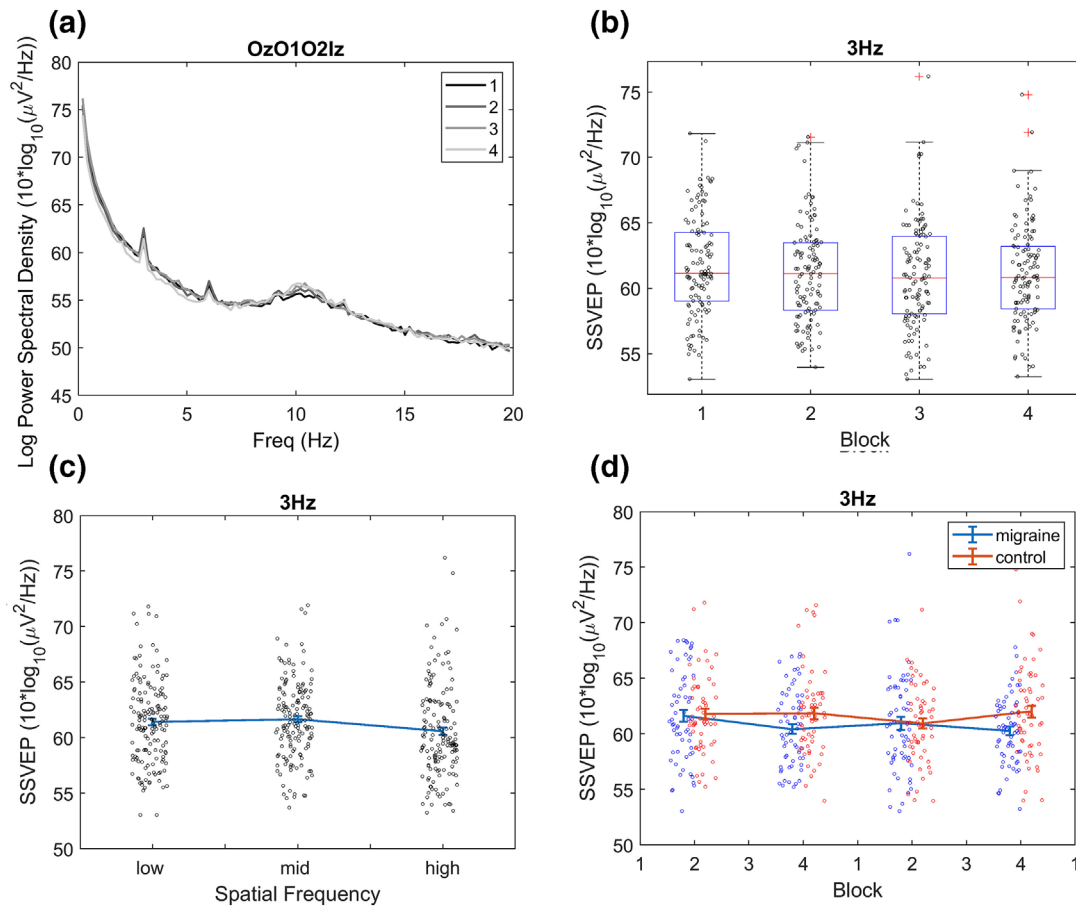 (a)
OzO1O2Iz
Log Power Spectral Density (10*log10(μV2/Hz))
80
75
70
65
60
55
50
45
1
2
3
4
0
5
10
15
20
Freq (Hz)
(b)
3Hz
SSVEP (10*log10(μV2/Hz))
75
70
65
60
55
1
2
3
4
Block
(c)
3Hz
SSVEP (10*log10(μV2/Hz))
80
75
70
65
60
55
50
low
mid
high
Spatial Frequency
(d)
3Hz
SSVEP (10*log10(μV2/Hz))
80
75
70
65
60
55
50
migraine
control
1
2
3
4
1
2
3
4
1
Block